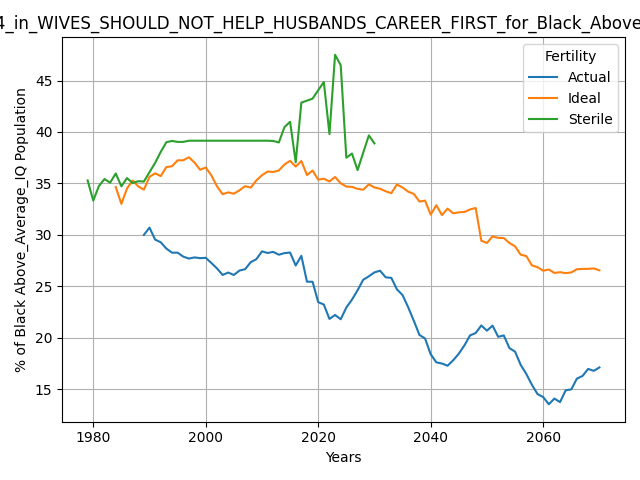 4_in_WIVES_SHOULD_NOT_HELP_HUSBANDS_CAREER_FIRST_for_Black_Above
Fertility
Actual
Ideal
Sterile
% of Black Above_Average_IQ Population
45
40
35
30
25
20
15
1980
2000
2020
2040
2060
Years